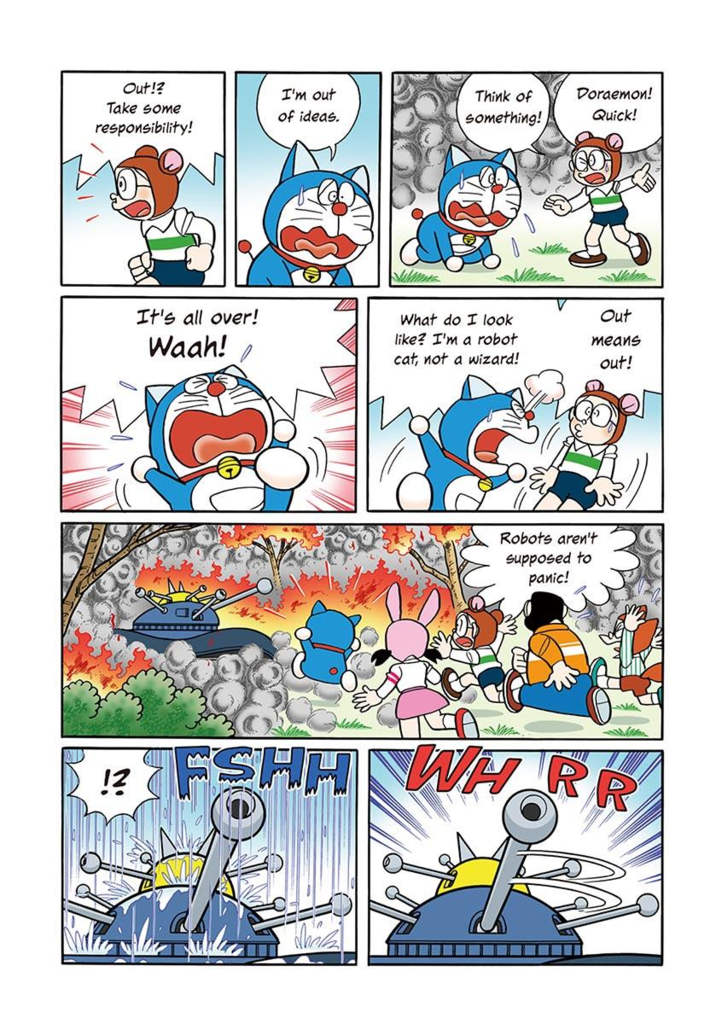 Doraemon!
Quick!
Think of
something!
I'm out
of ideas.
Out!?
Take some
responsibility!
Out
means
out!
What do I look
like? I'm a robot
cat, not a wizard!
It's all over!
Waah!
Robots aren't
supposed to
panic!
WHRR
FSHH
!?